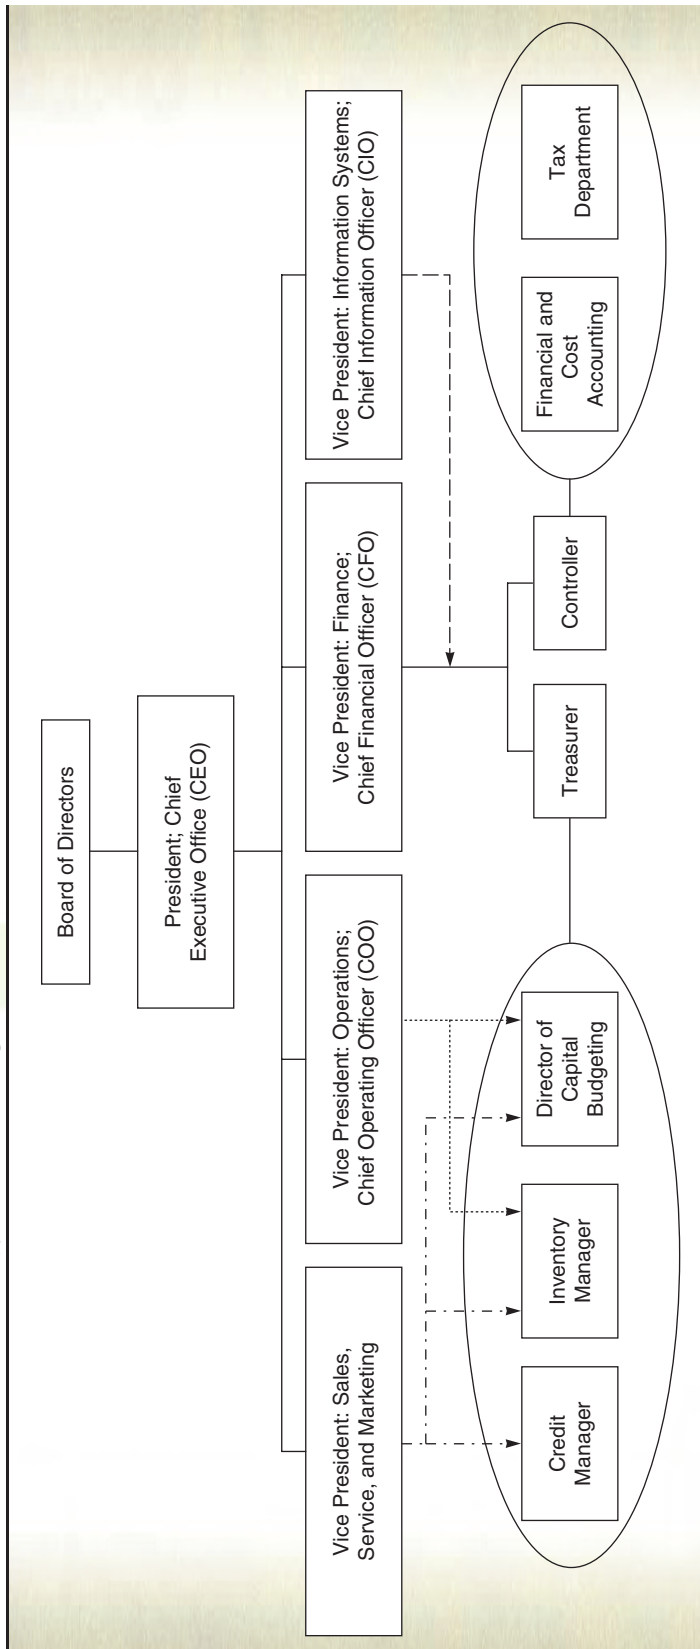 Board of Directors
President; Chief
Executive Office (CEO)
Vice President: Sales,
Service, and Marketing
Vice President: Operations;
Chief Operating Officer (COO)
Vice President: Finance;
Chief Financial Officer (CFO)
Vice President: Information Systems;
Chief Information Officer (CIO)
Credit
Manager
Inventory
Manager
Director of
Capital
Budgeting
Treasurer
Controller
Financial and
Cost
Accounting
Tax
Department